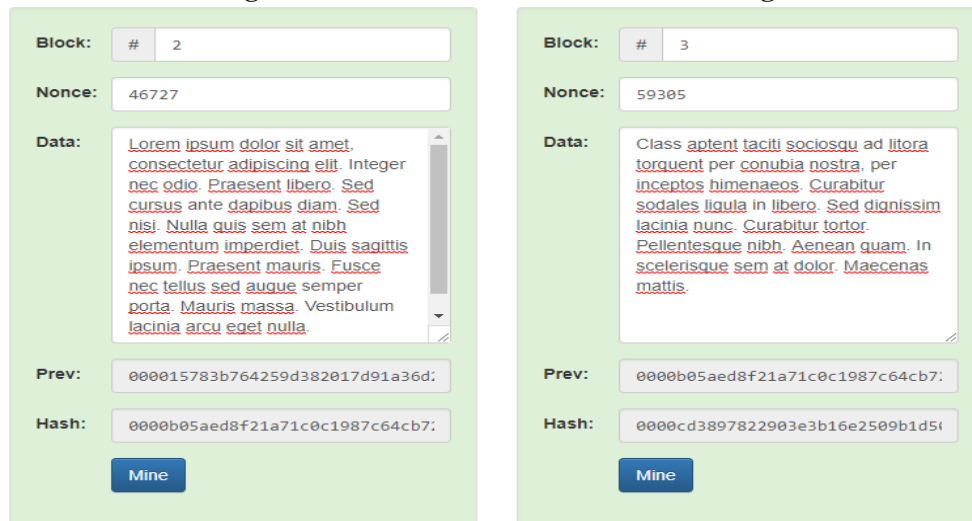 Block: # 2
Nonce: 46727
Data: Lorem ipsum dolor sit amet,
consectetur adipiscing elit. Integer
nec odio. Praesent libero. Sed
cursus ante dapibus diam. Sed
nisi. Nulla quis sem at nibh
elementum imperdiet. Duis sagittis
ipsum. Praesent mauris. Fusce
nec tellus sed augue semper
porta. Mauris massa. Vestibulum
lacinia arcu eget nulla.
Prev: 000015783b764259d382017d91a36d2
Hash: 0000b05aed8f21a71c0c1987c64cb72
Mine
Block: # 3
Nonce: 59305
Data: Class aptent taciti sociosqu ad litora
torquent per conubia nostra, per
inceptos himenaeos. Curabitur
sodales ligula in libero. Sed dignissim
lacinia nunc. Curabitur tortor.
Pellentesque nibh. Aenean quam. In
scelerisque sem at dolor. Maecenas
mattis.
Prev: 0000b05aed8f21a71c0c1987c64cb72
Hash: 0000cd3897822903e3b16e2509b1d50
Mine